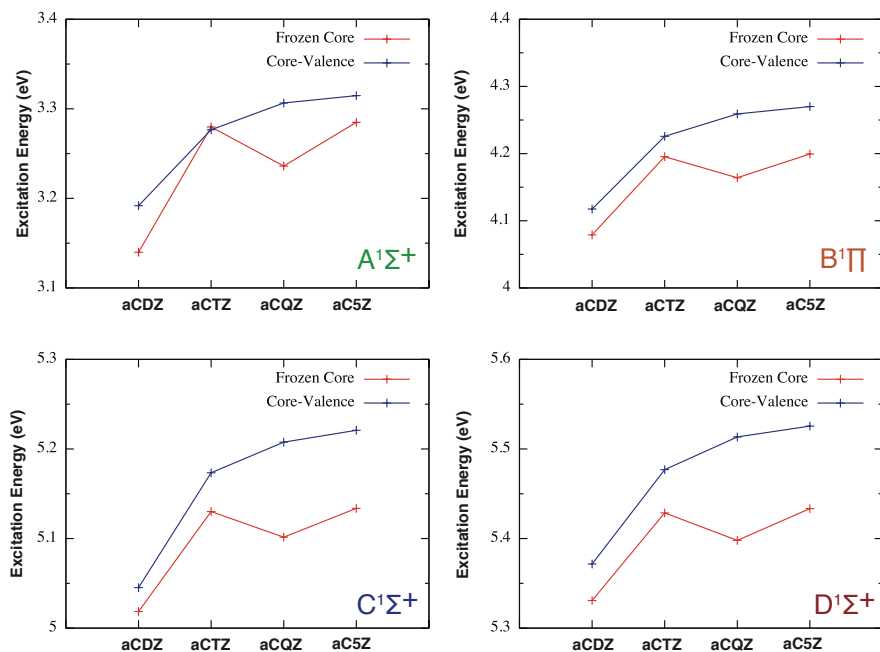 3.4
3.3
3.2
3.1
Excitation Energy (eV)
Frozen Core
Core-Valence
A¹Σ⁺
aCDZ aCTZ aCQZ aC5Z
4.4
4.3
4.2
4.1
4
Excitation Energy (eV)
Frozen Core
Core-Valence
B¹∏
aCDZ aCTZ aCQZ aC5Z
5.3
5.2
5.1
5
Excitation Energy (eV)
Frozen Core
Core-Valence
C¹Σ⁺
aCDZ aCTZ aCQZ aC5Z
5.6
5.5
5.4
5.3
Excitation Energy (eV)
Frozen Core
Core-Valence
D¹Σ⁺
aCDZ aCTZ aCQZ aC5Z